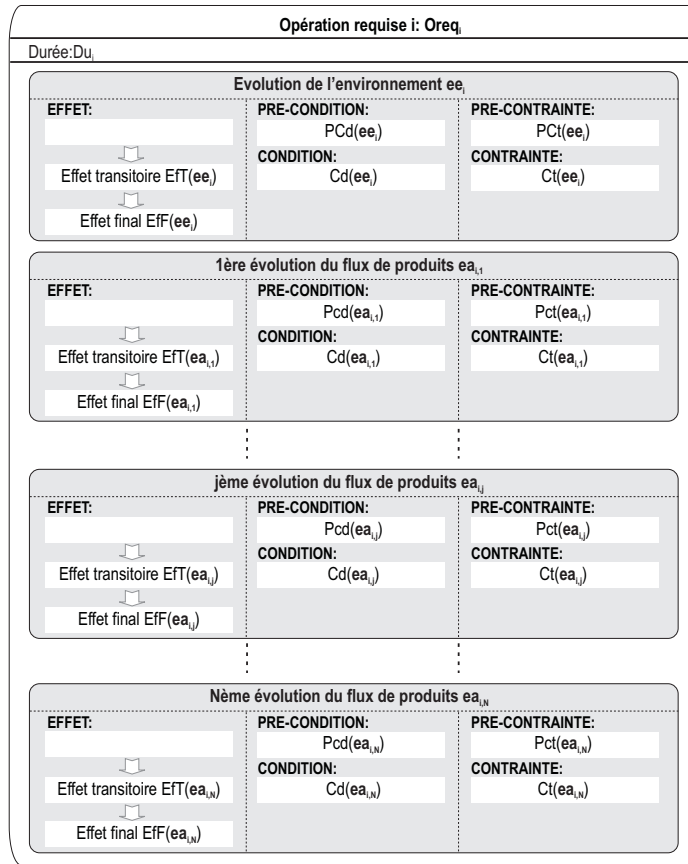 Opération requise i: Oreqi
Durée:Dui
Evolution de l'environnement eei
EFFET: PRE-CONDITION: PRE-CONTRAINTE:
PCd(eei) PCt(eei)
CONDITION: CONTRAINTE:
Effet transitoire EfT(eei) Cd(eei) Ct(eei)
Effet final EfF(eei)
1ère évolution du flux de produits eai,1
EFFET: PRE-CONDITION: PRE-CONTRAINTE:
Pcd(eai,1) Pct(eai,1)
CONDITION: CONTRAINTE:
Effet transitoire EfT(eai,1) Cd(eai,1) Ct(eai,1)
Effet final EfF(eai,1)
jème évolution du flux de produits eai,j
EFFET: PRE-CONDITION: PRE-CONTRAINTE:
Pcd(eai,j) Pct(eai,j)
CONDITION: CONTRAINTE:
Effet transitoire EfT(eai,j) Cd(eai,j) Ct(eai,j)
Effet final EfF(eai,j)
Nème évolution du flux de produits eai,N
EFFET: PRE-CONDITION: PRE-CONTRAINTE:
Pcd(eai,N) Pct(eai,N)
CONDITION: CONTRAINTE:
Effet transitoire EfT(eai,N) Cd(eai,N) Ct(eai,N)
Effet final EfF(eai,N)